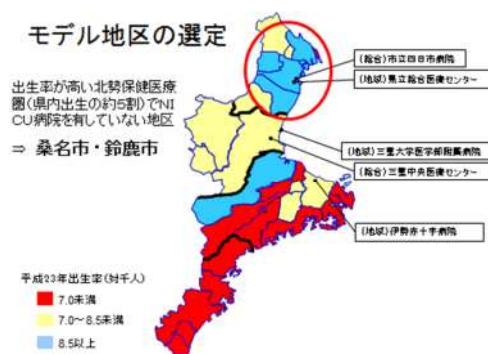 モデル地区の選定
出生率が高い北勢保健医療
圏(県内出生の約5割)でNI
CU病院を有していない地区
⇒ 桑名市・鈴鹿市
(総合)市立四日市病院
(地域)県立総合医療センター
(地域)三重大学医学部附属病院
(総合)三重中央医療センター
(地域)伊勢赤十字病院
平成23年出生率(対千人)
7.0未満
7.0～8.5未満
8.5以上